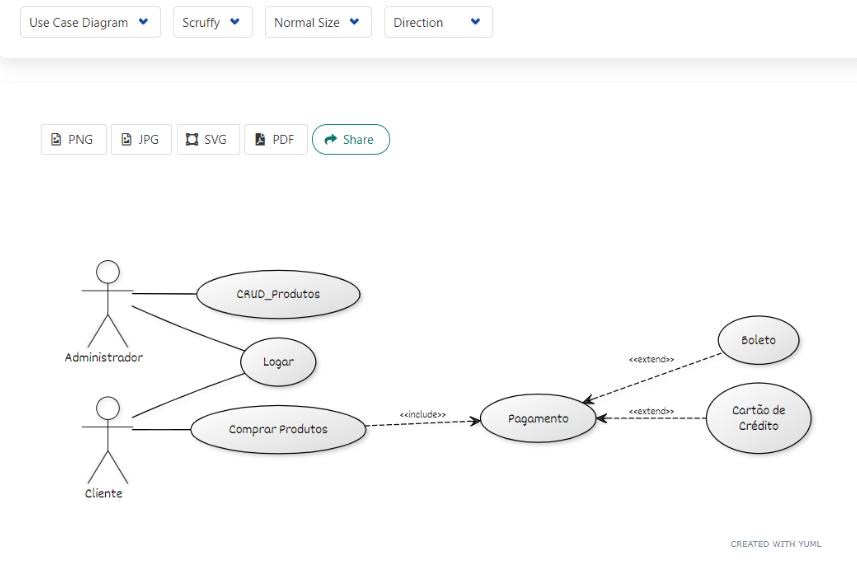 Use Case Diagram
Scruffy
Normal Size
Direction
PNG
JPG
SVG
PDF
Share
CRUD_Produtos
Administrador
Logar
Boleto
<<extend>>
<<include>>
<<extend>>
Cartão de
Crédito
Pagamento
Comprar Produtos
Cliente
CREATED WITH YUML